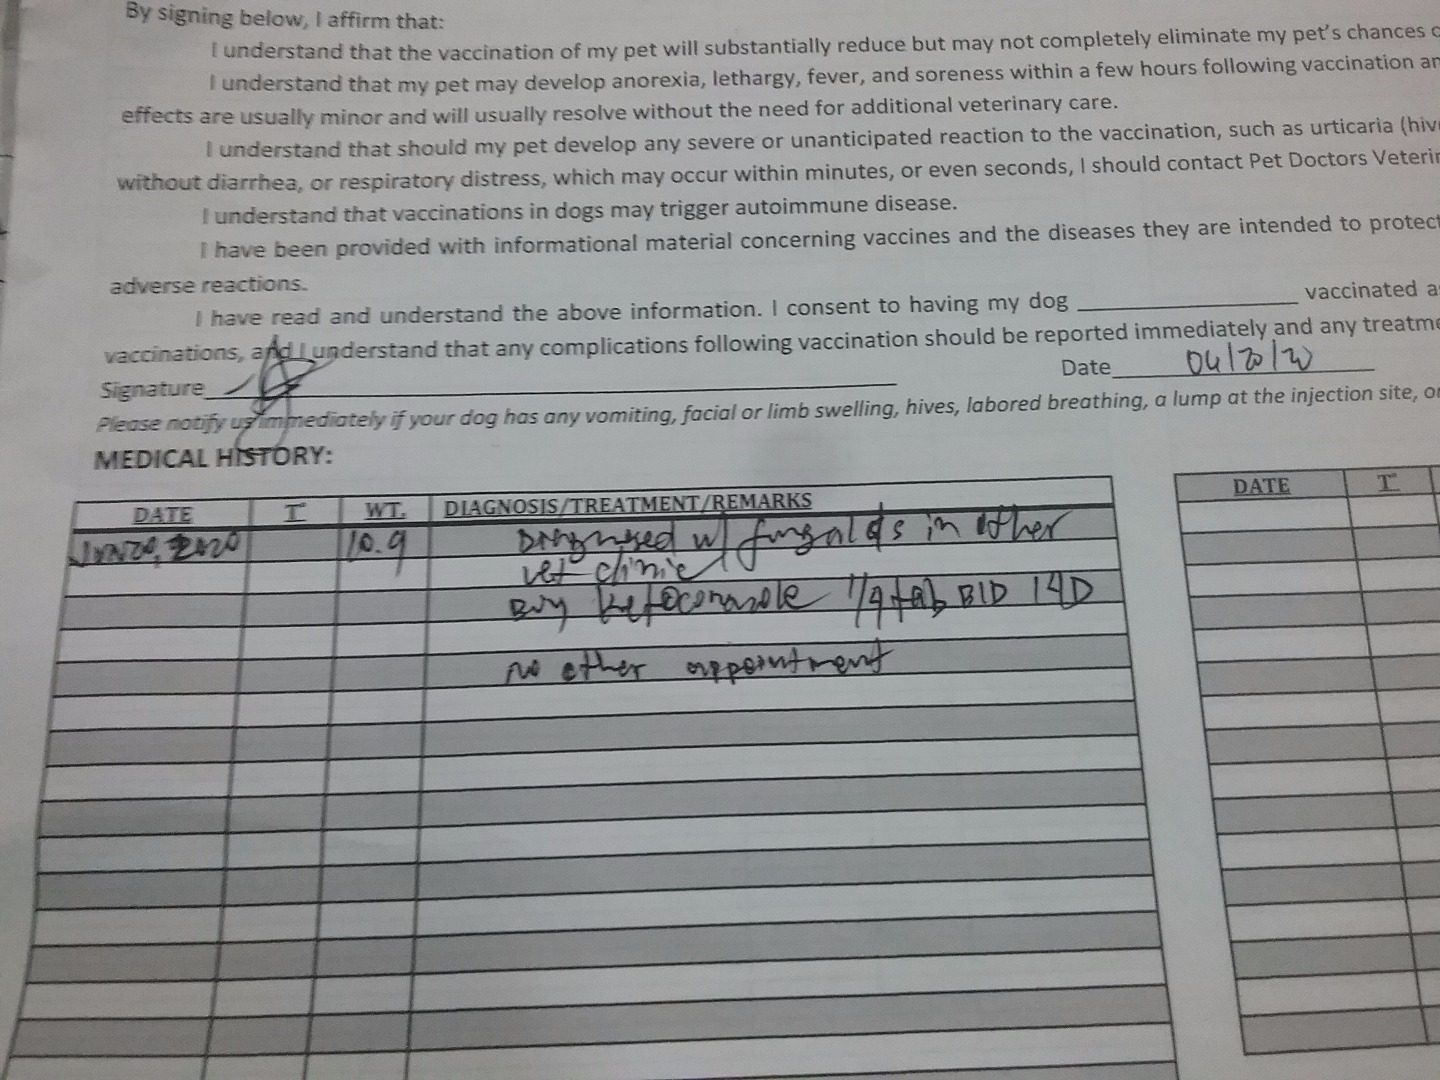 By signing below, I affirm that:
I understand that the vaccination of my pet will substantially reduce but may not completely eliminate my pet's chances
I understand that my pet may develop anorexia, lethargy, fever, and soreness within a few hours following vaccination
effects are usually minor and will usually resolve without the need for additional veterinary care.
I understand that should my pet develop any severe or unanticipated reaction to the vaccination, such as urticaria (hiv
without diarrhea, or respiratory distress, which may occur within minutes, or even seconds, I should contact Pet Doctors Veterin
I understand that vaccinations in dogs may trigger autoimmune disease.
I have been provided with informational material concerning vaccines and the diseases they are intended to protect
adverse reactions.
I have read and understand the above information. I consent to having my dog ____________ vaccinated a
vaccinations, and I understand that any complications following vaccination should be reported immediately and any treatme
Signature Date 06/20/20
Please notify us immediately if your dog has any vomiting, facial or limb swelling, hives, labored breathing, a lump at the injection site, o
MEDICAL HISTORY:
DATE T WT. DIAGNOSIS/TREATMENT/REMARKS DATE T
JUN 20, 2020 10.9 Diagnosed w/ fungal ds in other
vet clinic
Buy Ketoconazole 1/4 tab BID 14D
no other appointment